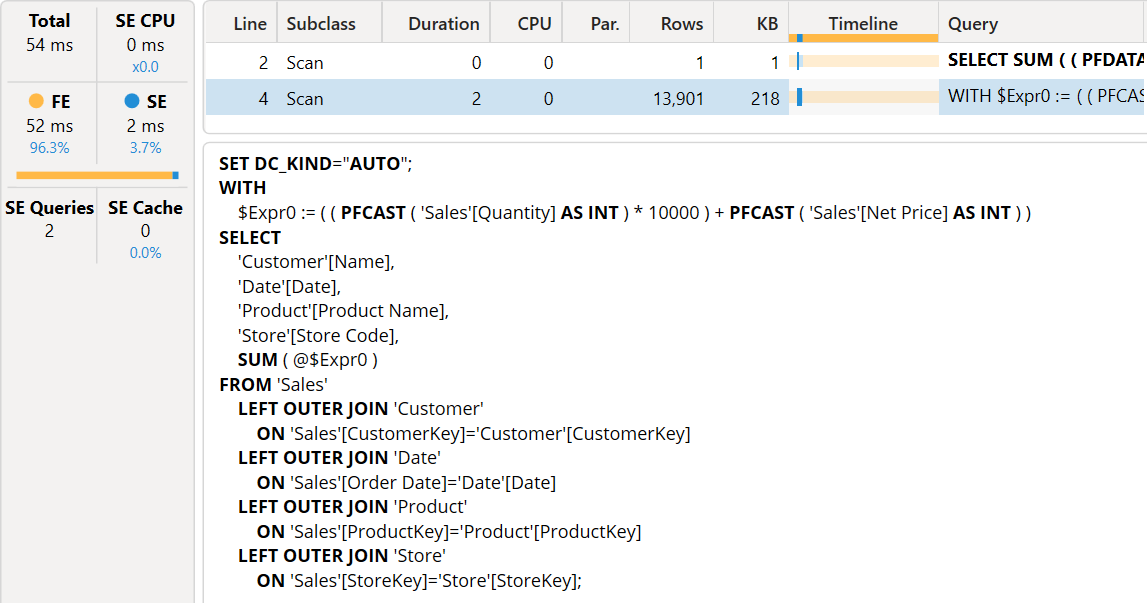 Total SE CPU
54 ms 0 ms
x0.0
FE SE
52 ms 2 ms
96.3% 3.7%
SE Queries SE Cache
2 0
0.0%
Line Subclass Duration CPU Par. Rows KB Timeline Query
2 Scan 0 0 1 1 SELECT SUM ( ( PFDATA
4 Scan 2 0 13,901 218 WITH $Expr0 := ( ( PFCAS
SET DC_KIND="AUTO";
WITH
$Expr0 := ( ( PFCAST ( 'Sales'[Quantity] AS INT ) * 10000 ) + PFCAST ( 'Sales'[Net Price] AS INT ) )
SELECT
'Customer'[Name],
'Date'[Date],
'Product'[Product Name],
'Store'[Store Code],
SUM ( @$Expr0 )
FROM 'Sales'
LEFT OUTER JOIN 'Customer'
ON 'Sales'[CustomerKey]='Customer'[CustomerKey]
LEFT OUTER JOIN 'Date'
ON 'Sales'[Order Date]='Date'[Date]
LEFT OUTER JOIN 'Product'
ON 'Sales'[ProductKey]='Product'[ProductKey]
LEFT OUTER JOIN 'Store'
ON 'Sales'[StoreKey]='Store'[StoreKey];